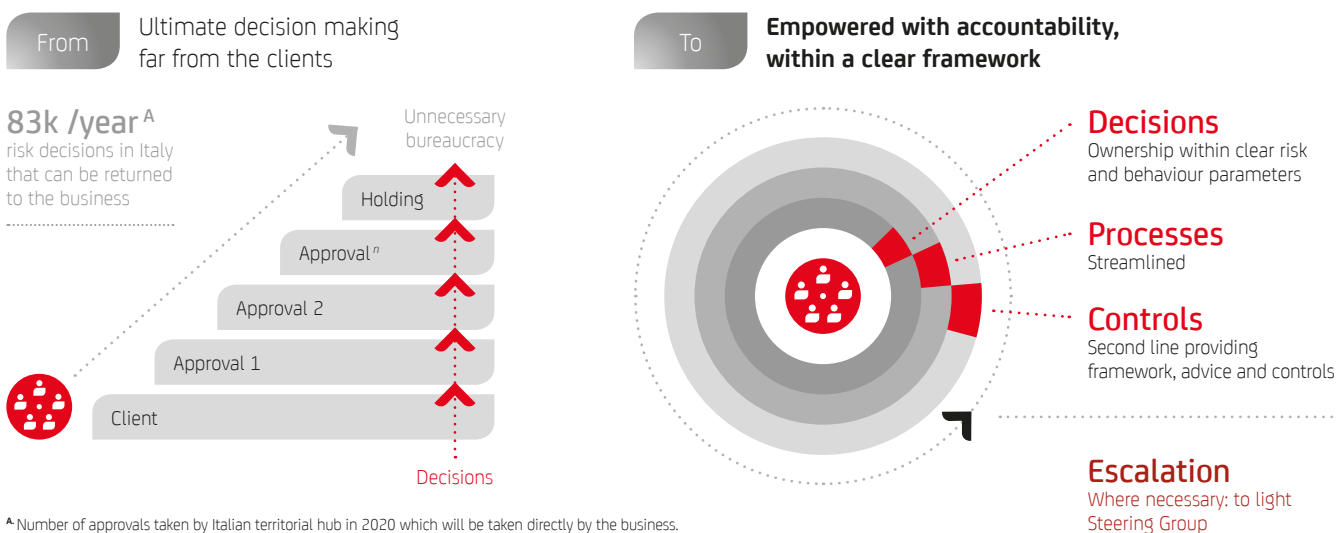 From
Ultimate decision making
far from the clients
83k /year A
risk decisions in Italy
that can be returned
to the business
Unnecessary
bureaucracy
Holding
Approval n
Approval 2
Approval 1
Client
Decisions
To
Empowered with accountability,
within a clear framework
Decisions
Ownership within clear risk
and behaviour parameters
Processes
Streamlined
Controls
Second line providing
framework, advice and controls
Escalation
Where necessary: to light
Steering Group
A. Number of approvals taken by Italian territorial hub in 2020 which will be taken directly by the business.